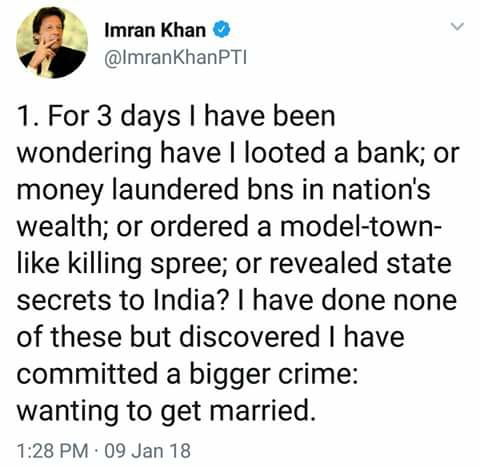 Imran Khan
@ImranKhanPTI
1. For 3 days I have been
wondering have I looted a bank; or
money laundered bns in nation's
wealth; or ordered a model-town-
like killing spree; or revealed state
secrets to India? I have done none
of these but discovered I have
committed a bigger crime:
wanting to get married.
1:28 PM · 09 Jan 18